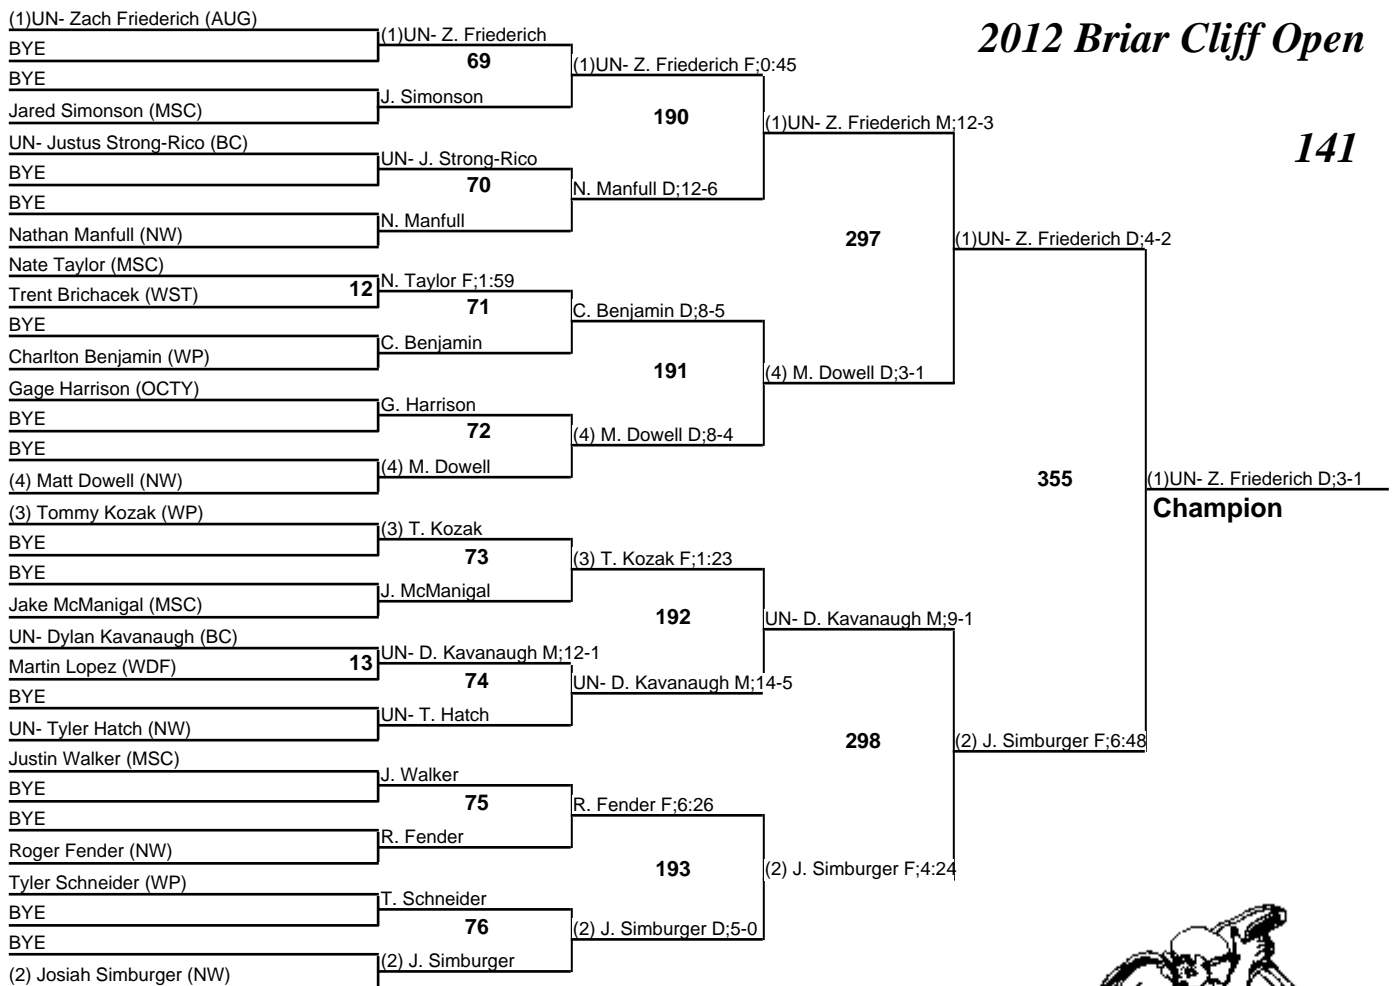 2012 Briar Cliff Open
141
(1)UN- Zach Friederich (AUG)
BYE
BYE
Jared Simonson (MSC)
UN- Justus Strong-Rico (BC)
BYE
BYE
Nathan Manfull (NW)
Nate Taylor (MSC)
Trent Brichacek (WST)
BYE
Charlton Benjamin (WP)
Gage Harrison (OCTY)
BYE
BYE
(4) Matt Dowell (NW)
(3) Tommy Kozak (WP)
BYE
BYE
Jake McManigal (MSC)
UN- Dylan Kavanaugh (BC)
Martin Lopez (WDF)
BYE
UN- Tyler Hatch (NW)
Justin Walker (MSC)
BYE
BYE
Roger Fender (NW)
Tyler Schneider (WP)
BYE
BYE
(2) Josiah Simburger (NW)
12
13
(1)UN- Z. Friederich
69
J. Simonson
UN- J. Strong-Rico
70
N. Manfull
N. Taylor F;1:59
71
C. Benjamin
G. Harrison
72
(4) M. Dowell
(3) T. Kozak
73
J. McManigal
UN- D. Kavanaugh M;12-1
74
UN- T. Hatch
J. Walker
75
R. Fender
T. Schneider
76
(2) J. Simburger
(1)UN- Z. Friederich F;0:45
190
N. Manfull D;12-6
C. Benjamin D;8-5
191
(4) M. Dowell D;8-4
(3) T. Kozak F;1:23
192
UN- D. Kavanaugh M;14-5
R. Fender F;6:26
193
(2) J. Simburger D;5-0
(1)UN- Z. Friederich M;12-3
297
(4) M. Dowell D;3-1
UN- D. Kavanaugh M;9-1
298
(2) J. Simburger F;4:24
(1)UN- Z. Friederich D;4-2
355
(2) J. Simburger F;6:48
(1)UN- Z. Friederich D;3-1
Champion